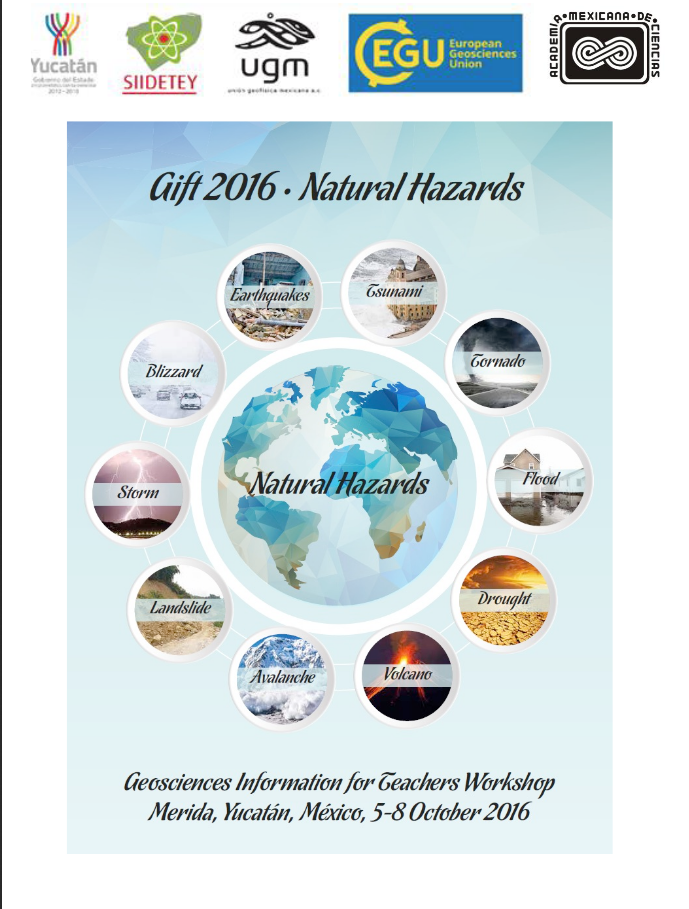 Yucatán
Gobierno del Estado
2012 - 2018
SIIDETEY
ugm
unión geofísica mexicana a.c.
EGU
European
Geosciences
Union
ACADEMIA•MEXICANA•DE•CIENCIAS
Gift 2016 • Natural Hazards
Earthquakes
Tsunami
Blizzard
Tornado
Natural Hazards
Storm
Flood
Landslide
Drought
Avalanche
Volcano
Geosciences Information for Teachers Workshop
Merida, Yucatán, México, 5-8 October 2016